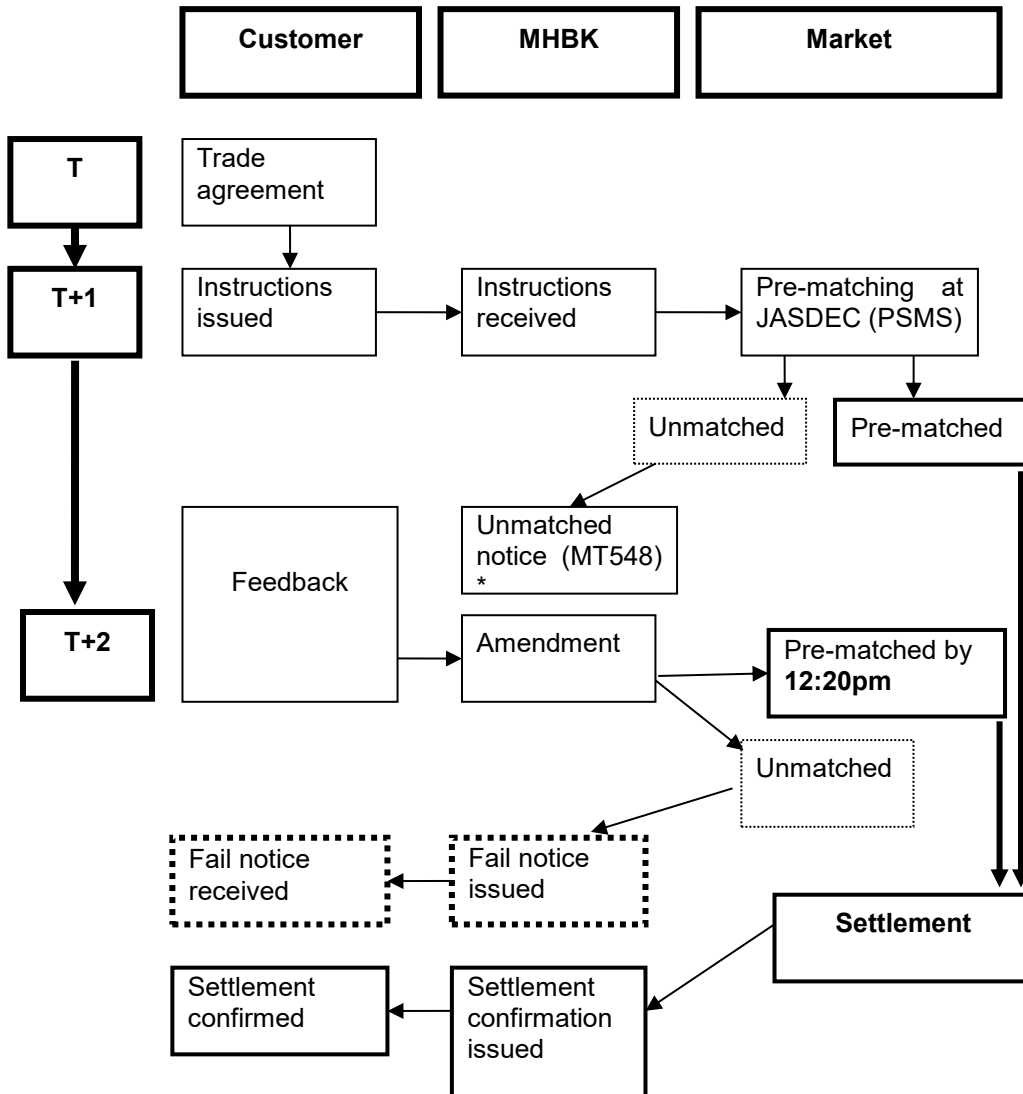 Customer
MHBK
Market
T
Trade
agreement
T+1
Instructions
issued
Instructions
received
Pre-matching at
JASDEC (PSMS)
Unmatched
Pre-matched
Feedback
Unmatched
notice (MT548)
*
T+2
Amendment
Pre-matched by
12:20pm
Unmatched
Fail notice
received
Fail notice
issued
Settlement
Settlement
confirmed
Settlement
confirmation
issued